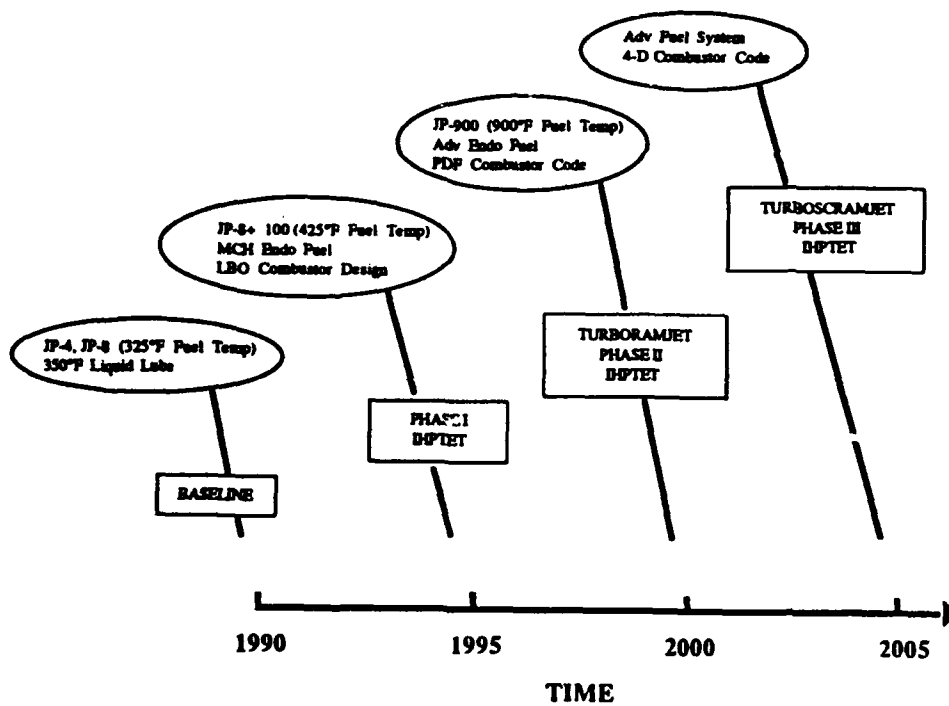 Adv Fuel System
4-D Combustor Code
JP-900 (900°F Fuel Temp)
Adv Endo Fuel
PDF Combustor Code
TURBOSCRAMJET
PHASE III
IHPTET
JP-8+ 100 (425°F Fuel Temp)
MCH Endo Fuel
LBO Combustor Design
TURBORAMJET
PHASE II
IHPTET
JP-4, JP-8 (325°F Fuel Temp)
350°F Liquid Lube
PHASE I
IHPTET
BASELINE
1990 1995 2000 2005
TIME